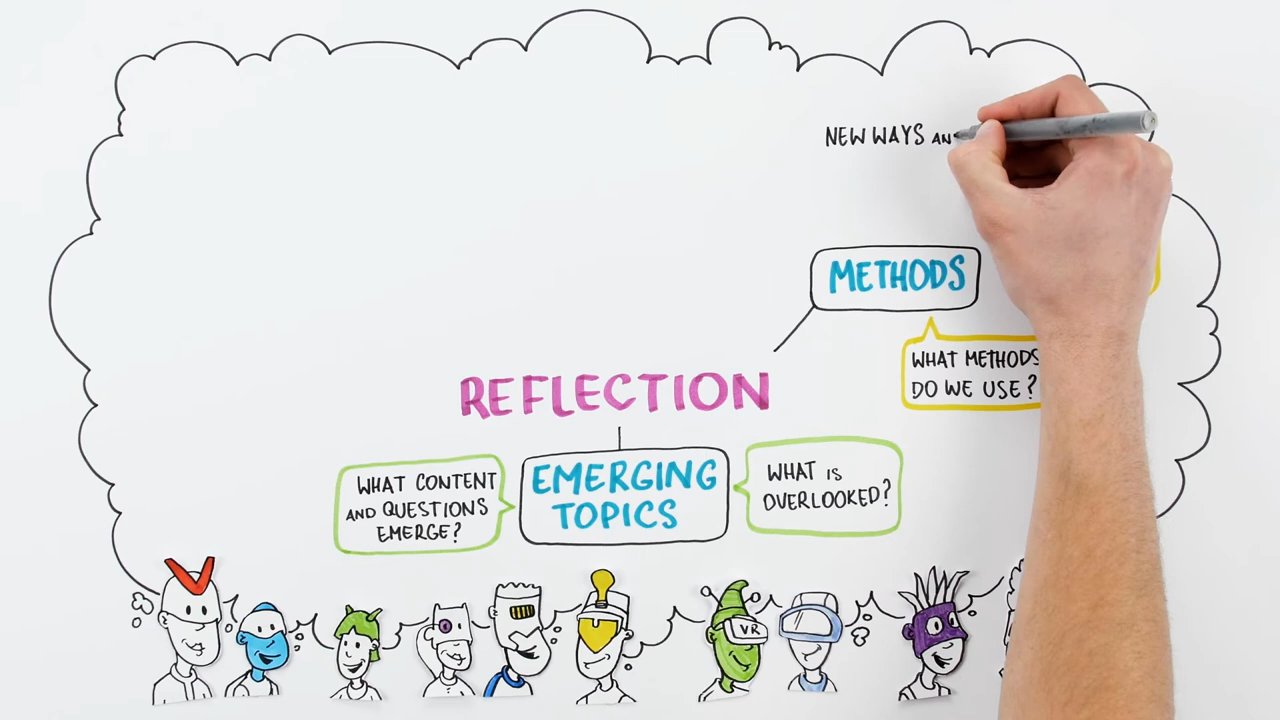 NEW WAYS AN
METHODS
WHAT METHODS
DO WE USE?
REFLECTION
WHAT CONTENT
AND QUESTIONS
EMERGE?
EMERGING
TOPICS
WHAT IS
OVERLOOKED?
VR